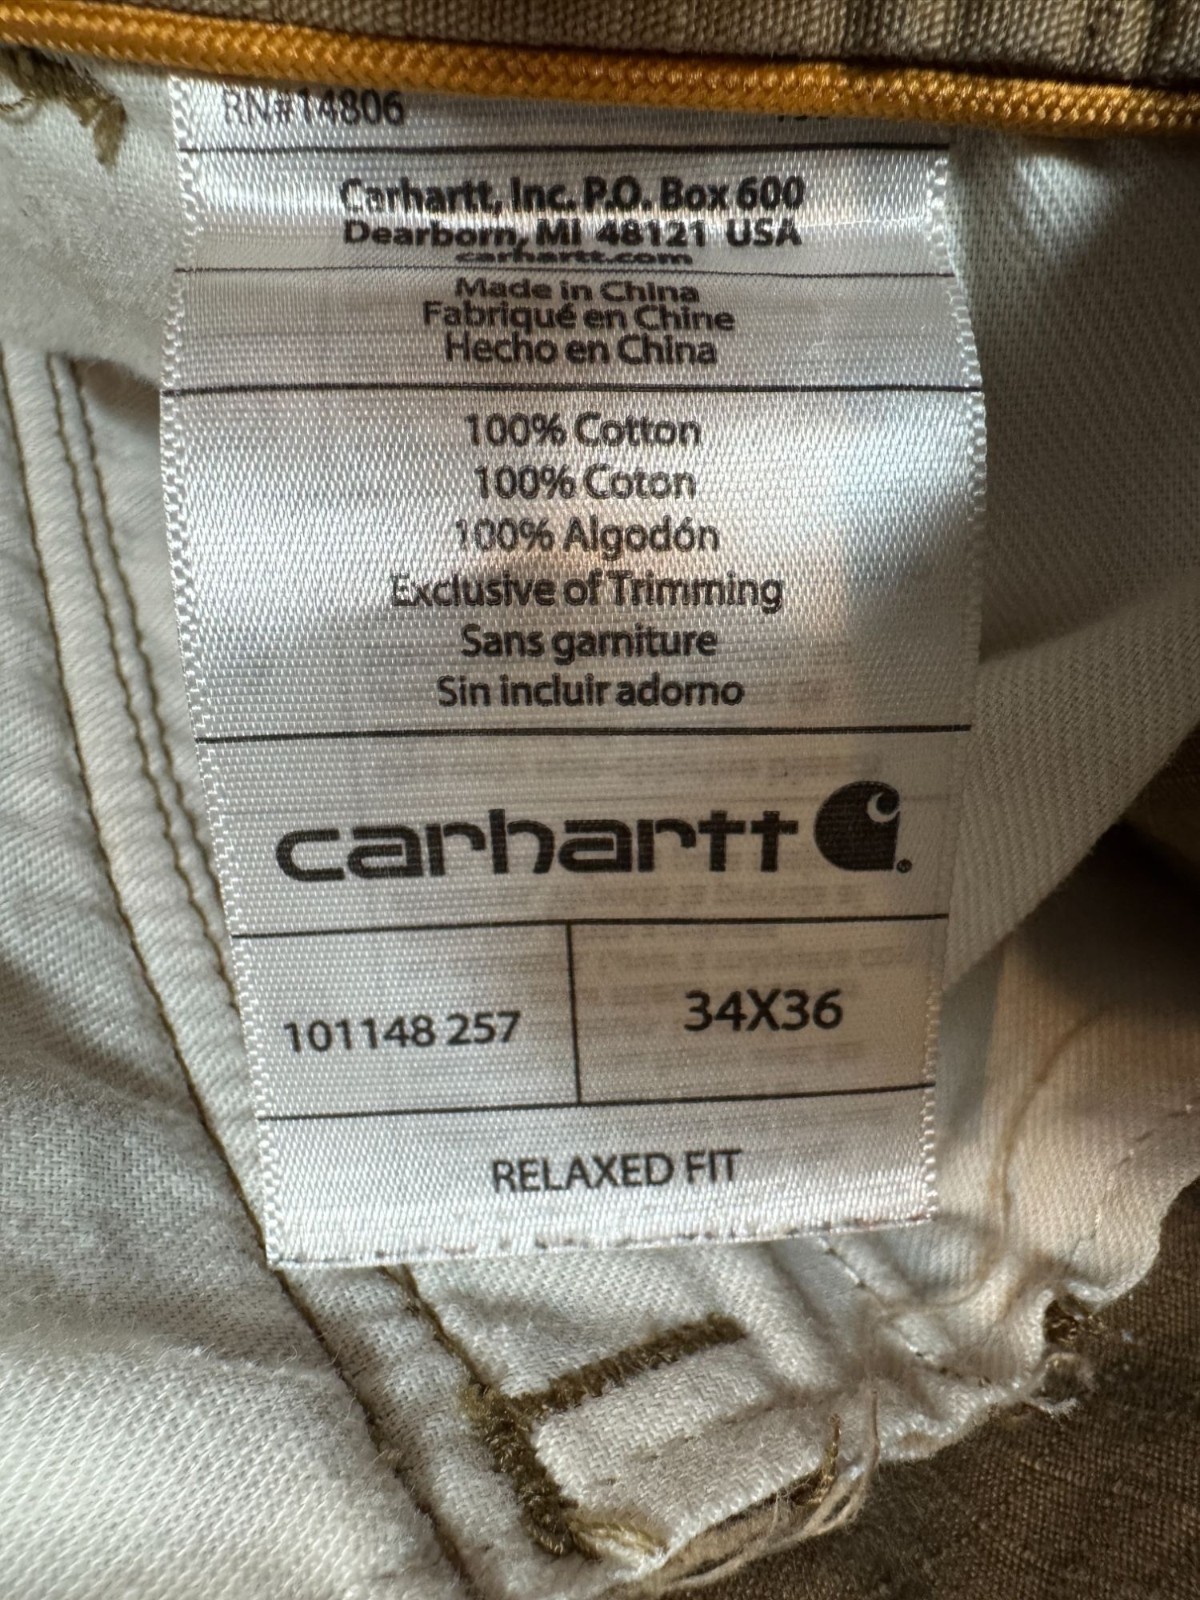 RN#14806
Carhartt, Inc. P.O. Box 600
Dearborn, MI 48121 USA
carhartt.com
Made in China
Fabriqué en Chine
Hecho en China
100% Cotton
100% Coton
100% Algodón
Exclusive of Trimming
Sans garniture
Sin incluir adorno
carhartt
101148 257
34X36
RELAXED FIT